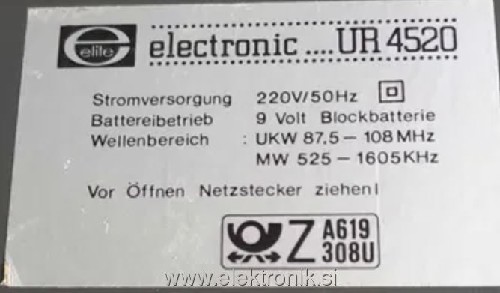 elite electronic .... UR 4520
Stromversorgung 220V/50Hz
Battereibetrieb 9 Volt Blockbatterie
Wellenbereich : UKW 87.5 – 108 MHz
MW 525 – 1605 KHz
Vor Öffnen Netzstecker ziehen!
Z A619
308U
www.elektronik.si